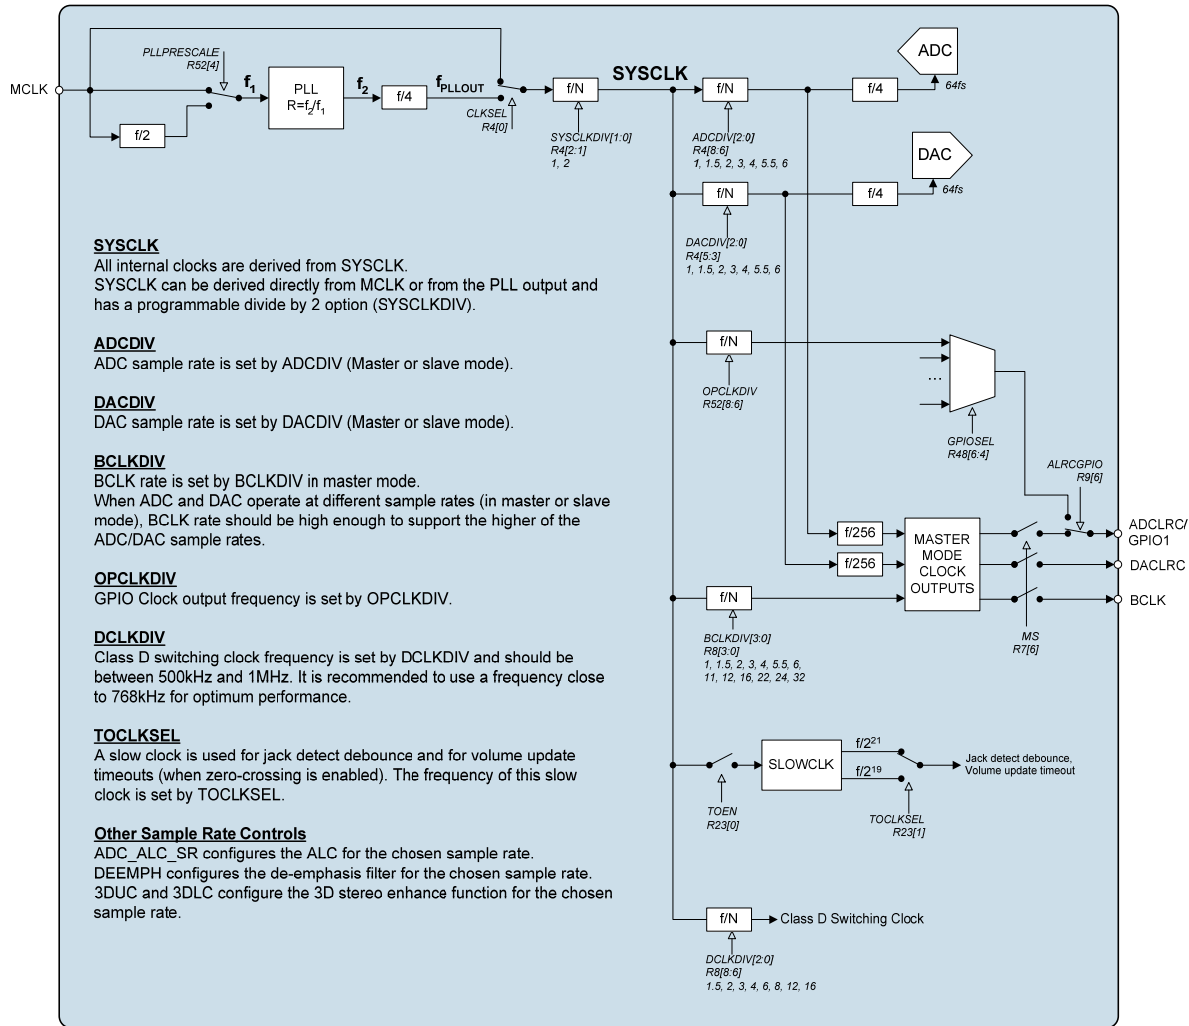 MCLK
PLLPRESCALE
R52[4]
f1
PLL
R=f2/f1
f2
f/4
fPLLOUT
f/2
CLKSEL
R4[0]
f/N
SYSCLKDIV[1:0]
R4[2:1]
1, 2
SYSCLK
f/N
ADCDIV[2:0]
R4[8:6]
1, 1.5, 2, 3, 4, 5.5, 6
f/4
ADC
64fs
f/N
DACDIV[2:0]
R4[5:3]
1, 1.5, 2, 3, 4, 5.5, 6
f/4
DAC
64fs
SYSCLK
All internal clocks are derived from SYSCLK.
SYSCLK can be derived directly from MCLK or from the PLL output and
has a programmable divide by 2 option (SYSCLKDIV).
ADCDIV
ADC sample rate is set by ADCDIV (Master or slave mode).
DACDIV
DAC sample rate is set by DACDIV (Master or slave mode).
BCLKDIV
BCLK rate is set by BCLKDIV in master mode.
When ADC and DAC operate at different sample rates (in master or slave
mode), BCLK rate should be high enough to support the higher of the
ADC/DAC sample rates.
OPCLKDIV
GPIO Clock output frequency is set by OPCLKDIV.
DCLKDIV
Class D switching clock frequency is set by DCLKDIV and should be
between 500kHz and 1MHz. It is recommended to use a frequency close
to 768kHz for optimum performance.
TOCLKSEL
A slow clock is used for jack detect debounce and for volume update
timeouts (when zero-crossing is enabled). The frequency of this slow
clock is set by TOCLKSEL.
Other Sample Rate Controls
ADC_ALC_SR configures the ALC for the chosen sample rate.
DEEMPH configures the de-emphasis filter for the chosen sample rate.
3DUC and 3DLC configure the 3D stereo enhance function for the chosen
sample rate.
f/N
OPCLKDIV
R52[8:6]
...
GPIOSEL
R48[6:4]
ALRCGPIO
R9[6]
f/256
f/256
MASTER
MODE
CLOCK
OUTPUTS
ADCLRC/
GPIO1
DACLRC
BCLK
MS
R7[6]
f/N
BCLKDIV[3:0]
R8[3:0]
1, 1.5, 2, 3, 4, 5.5, 6,
11, 12, 16, 22, 24, 32
TOEN
R23[0]
SLOWCLK
f/2²¹
f/2¹⁹
TOCLKSEL
R23[1]
Jack detect debounce,
Volume update timeout
f/N
Class D Switching Clock
DCLKDIV[2:0]
R8[8:6]
1.5, 2, 3, 4, 6, 8, 12, 16